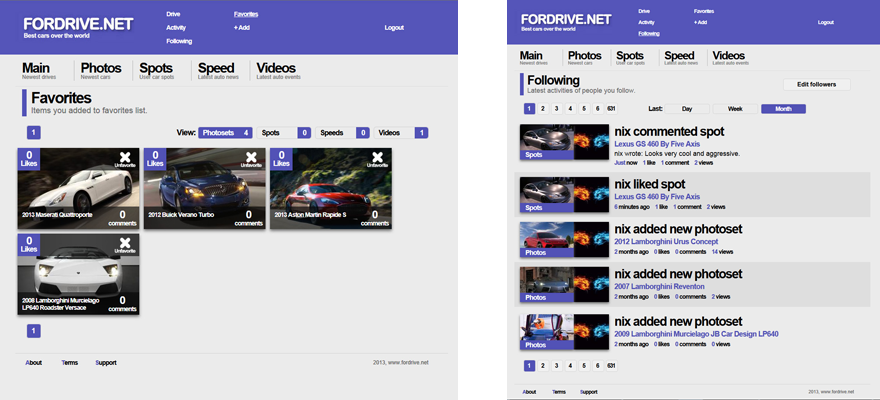 FORDRIVE.NET
Best cars over the world
Drive
Activity
Following
Favorites
+ Add
Logout
Main
Newest drives
Photos
Newest cars
Spots
User car spots
Speed
Latest auto news
Videos
Latest auto events
Favorites
Items you added to favorites list.
1
View: Photosets 4 Spots 0 Speeds 0 Videos 1
0 Likes
Unfavorite
2013 Maserati Quattroporte
0 comments
0 Likes
Unfavorite
2012 Buick Verano Turbo
0 comments
0 Likes
Unfavorite
2013 Aston Martin Rapide S
0 comments
0 Likes
Unfavorite
2008 Lamborghini Murcielago
LP640 Roadster Versace
0 comments
1
About Terms Support
2013, www.fordrive.net
FORDRIVE.NET
Best cars over the world
Drive
Activity
Following
Favorites
+ Add
Logout
Main
Newest drives
Photos
Newest cars
Spots
User car spots
Speed
Latest auto news
Videos
Latest auto events
Following
Latest activities of people you follow.
Edit followers
1 2 3 4 5 6 631
Last: Day Week Month
Spots
nix commented spot
Lexus GS 460 By Five Axis
nix wrote: Looks very cool and aggressive.
Just now 1 like 1 comment 2 views
Spots
nix liked spot
Lexus GS 460 By Five Axis
6 minutes ago 1 like 1 comment 2 views
Photos
nix added new photoset
2012 Lamborghini Urus Concept
2 months ago 0 likes 0 comments 14 views
Photos
nix added new photoset
2007 Lamborghini Reventon
2 months ago 0 likes 0 comments 2 views
Photos
nix added new photoset
2009 Lamborghini Murcielago JB Car Design LP640
2 months ago 0 likes 0 comments 0 views
1 2 3 4 5 6 631
About Terms Support
2013, www.fordrive.net